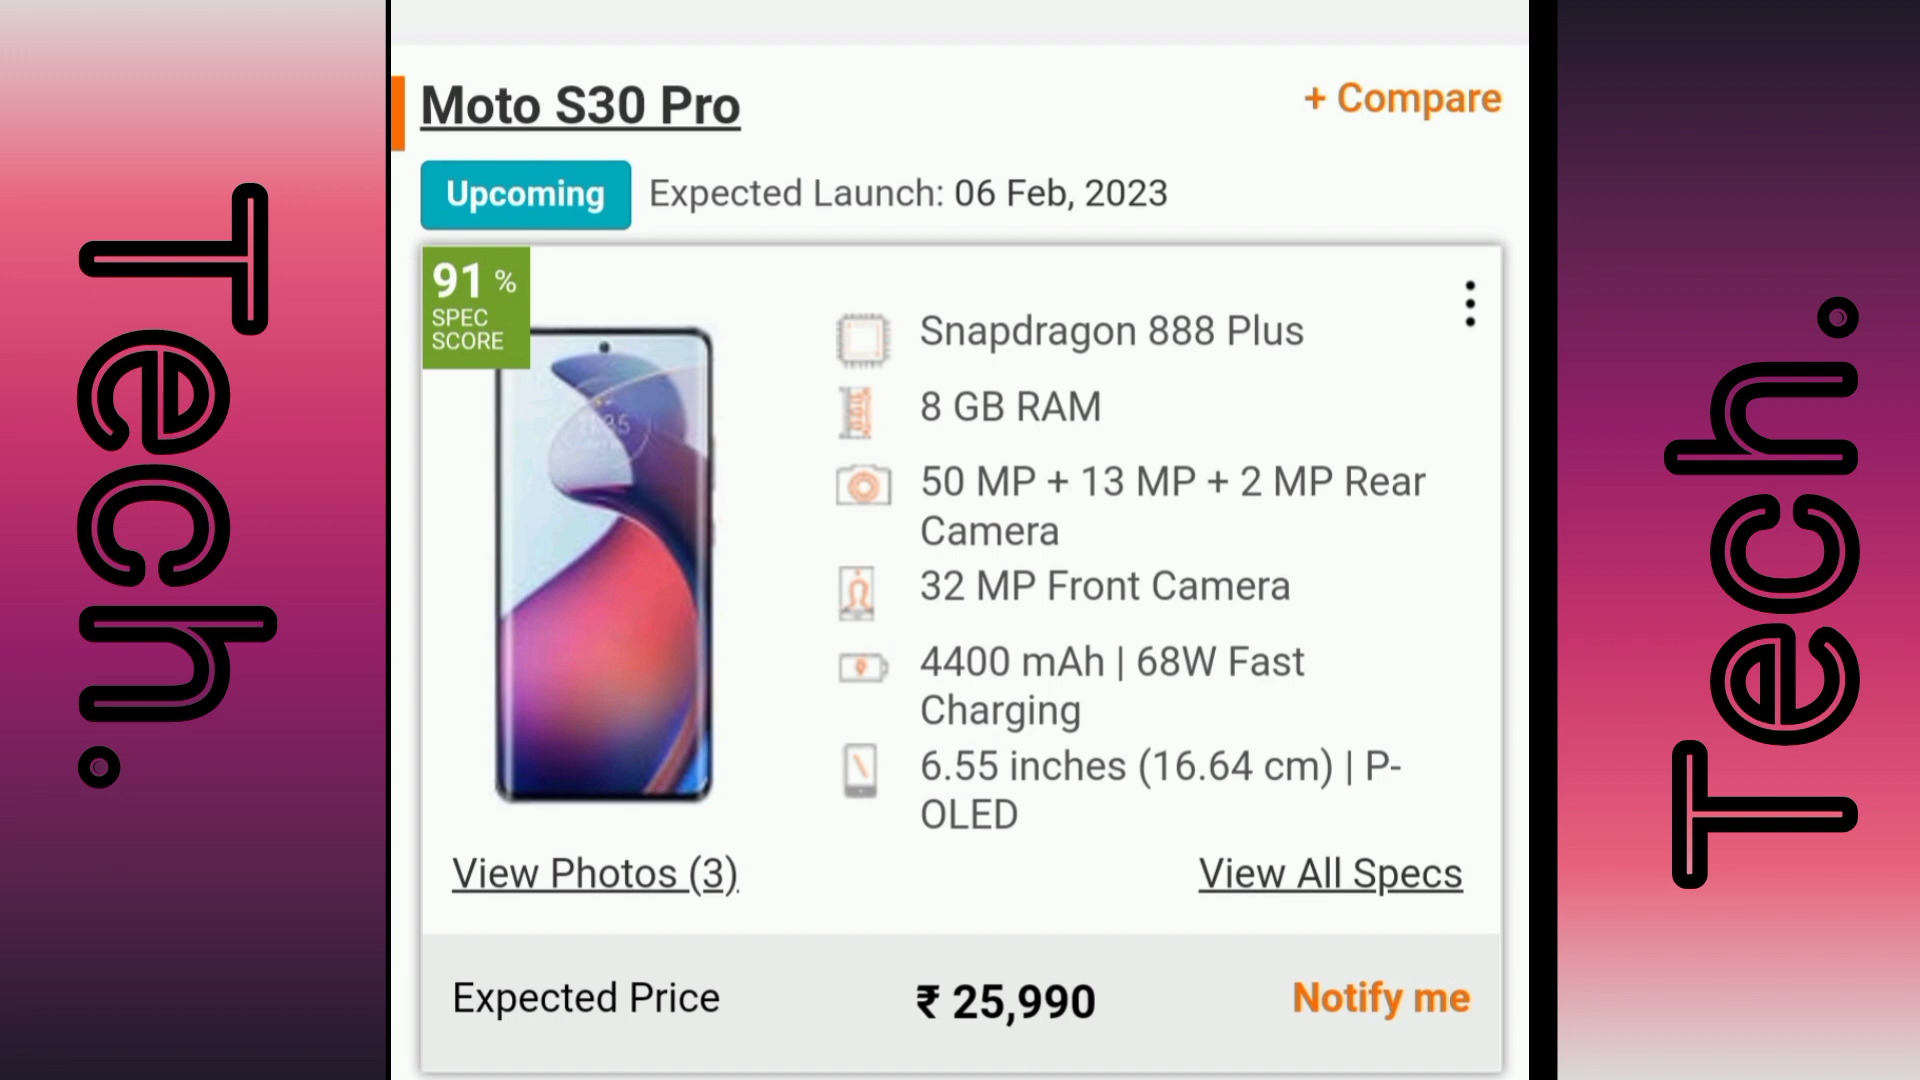 Tech.
Moto S30 Pro
+ Compare
Upcoming
Expected Launch: 06 Feb, 2023
91 %
SPEC
SCORE
Snapdragon 888 Plus
8 GB RAM
50 MP + 13 MP + 2 MP Rear
Camera
32 MP Front Camera
4400 mAh | 68W Fast
Charging
6.55 inches (16.64 cm) | P-
OLED
View Photos (3)
View All Specs
Expected Price
₹ 25,990
Notify me
Tech.